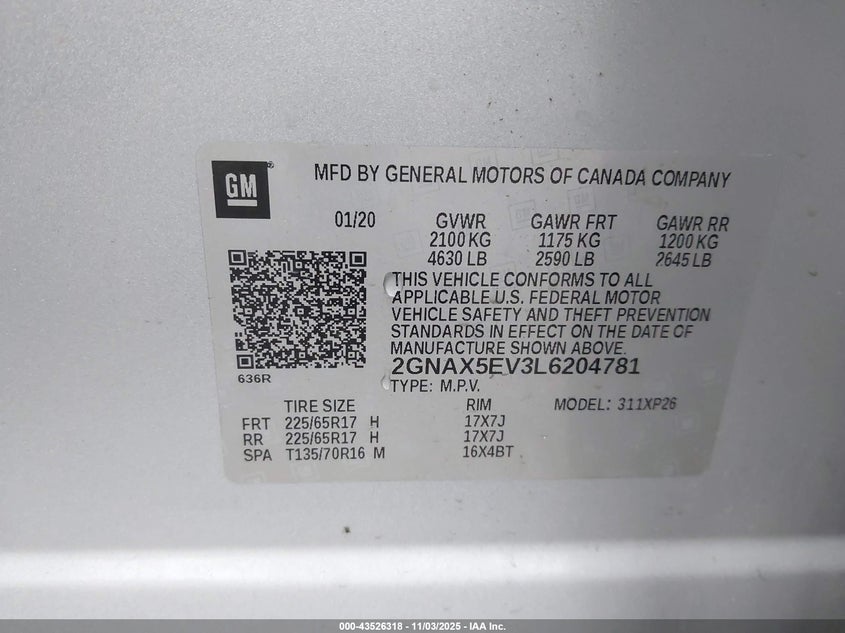 GM
MFD BY GENERAL MOTORS OF CANADA COMPANY
01/20 GVWR GAWR FRT GAWR RR
2100 KG 1175 KG 1200 KG
4630 LB 2590 LB 2645 LB
THIS VEHICLE CONFORMS TO ALL
APPLICABLE U.S. FEDERAL MOTOR
VEHICLE SAFETY AND THEFT PREVENTION
STANDARDS IN EFFECT ON THE DATE OF
MANUFACTURE SHOWN ABOVE.
2GNAX5EV3L6204781
636R TYPE: M.P.V.
TIRE SIZE RIM MODEL: 311XP26
FRT 225/65R17 H 17X7J
RR 225/65R17 H 17X7J
SPA T135/70R16 M 16X4BT
000-43526318 - 11/03/2025 - IAA Inc.